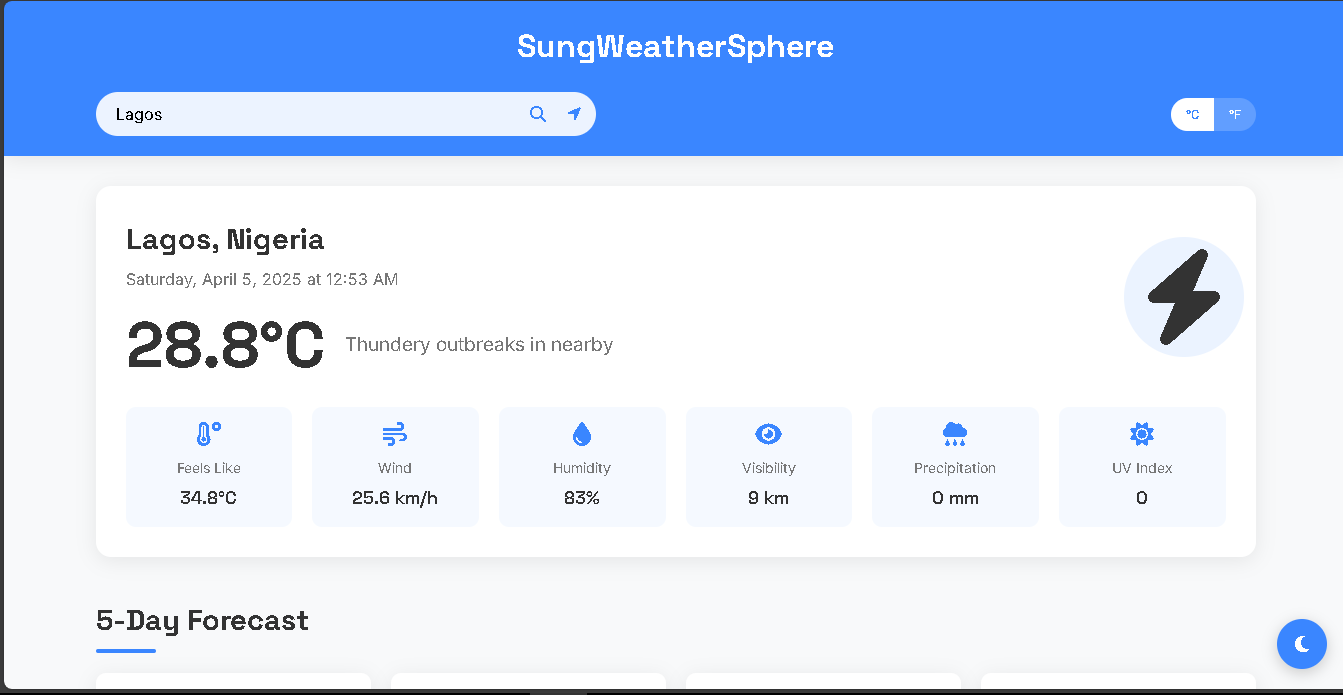 SungWeatherSphere
Lagos
°C °F
Lagos, Nigeria
Saturday, April 5, 2025 at 12:53 AM
28.8°C Thundery outbreaks in nearby
Feels Like Wind Humidity Visibility Precipitation UV Index
34.8°C 25.6 km/h 83% 9 km 0 mm 0
5-Day Forecast